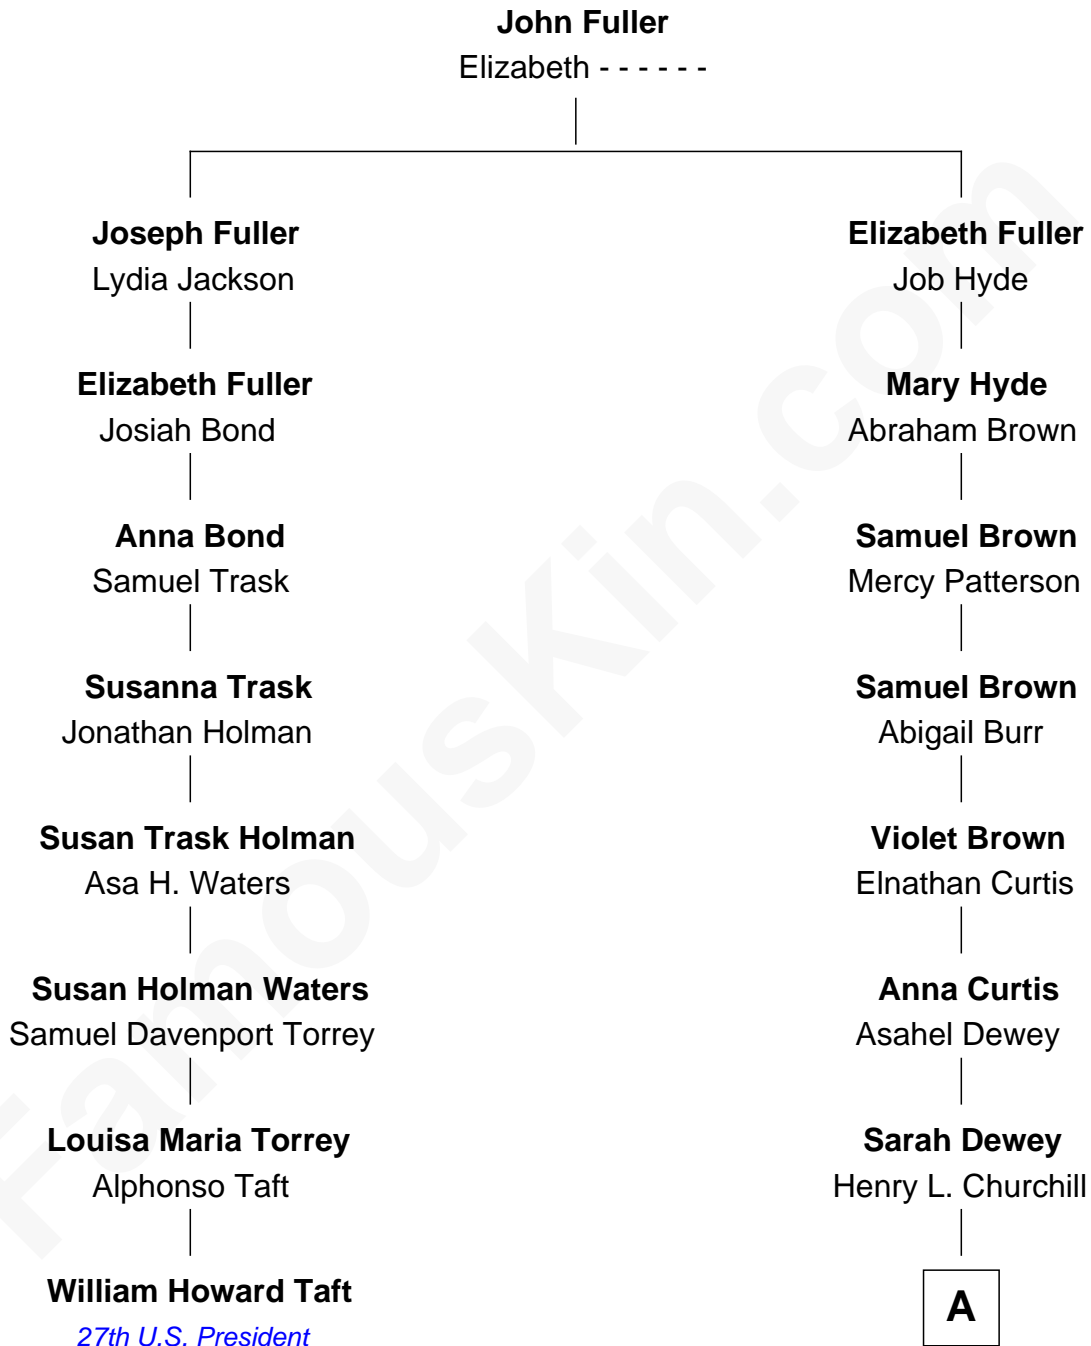 John Fuller
Elizabeth - - - - - -
Joseph Fuller
Lydia Jackson
Elizabeth Fuller
Job Hyde
Elizabeth Fuller
Josiah Bond
Mary Hyde
Abraham Brown
Anna Bond
Samuel Trask
Samuel Brown
Mercy Patterson
Susanna Trask
Jonathan Holman
Samuel Brown
Abigail Burr
Susan Trask Holman
Asa H. Waters
Violet Brown
Elnathan Curtis
Susan Holman Waters
Samuel Davenport Torrey
Anna Curtis
Asahel Dewey
Louisa Maria Torrey
Alphonso Taft
Sarah Dewey
Henry L. Churchill
William Howard Taft
27th U.S. President
A
FamousKin.com